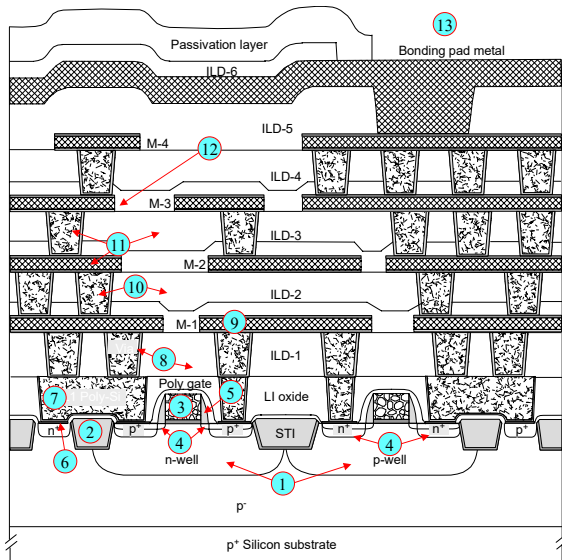 13
Passivation layer
Bonding pad metal
ILD-6
ILD-5
M-4
12
ILD-4
M-3
11
ILD-3
M-2
10
ILD-2
M-1
9
8
ILD-1
Poly gate
7
Poly-Si
3
5
LI oxide
n+
2
p+
4
p+
STI
n+
4
n+
p+
6
n-well
1
p-well
p-
p+ Silicon substrate